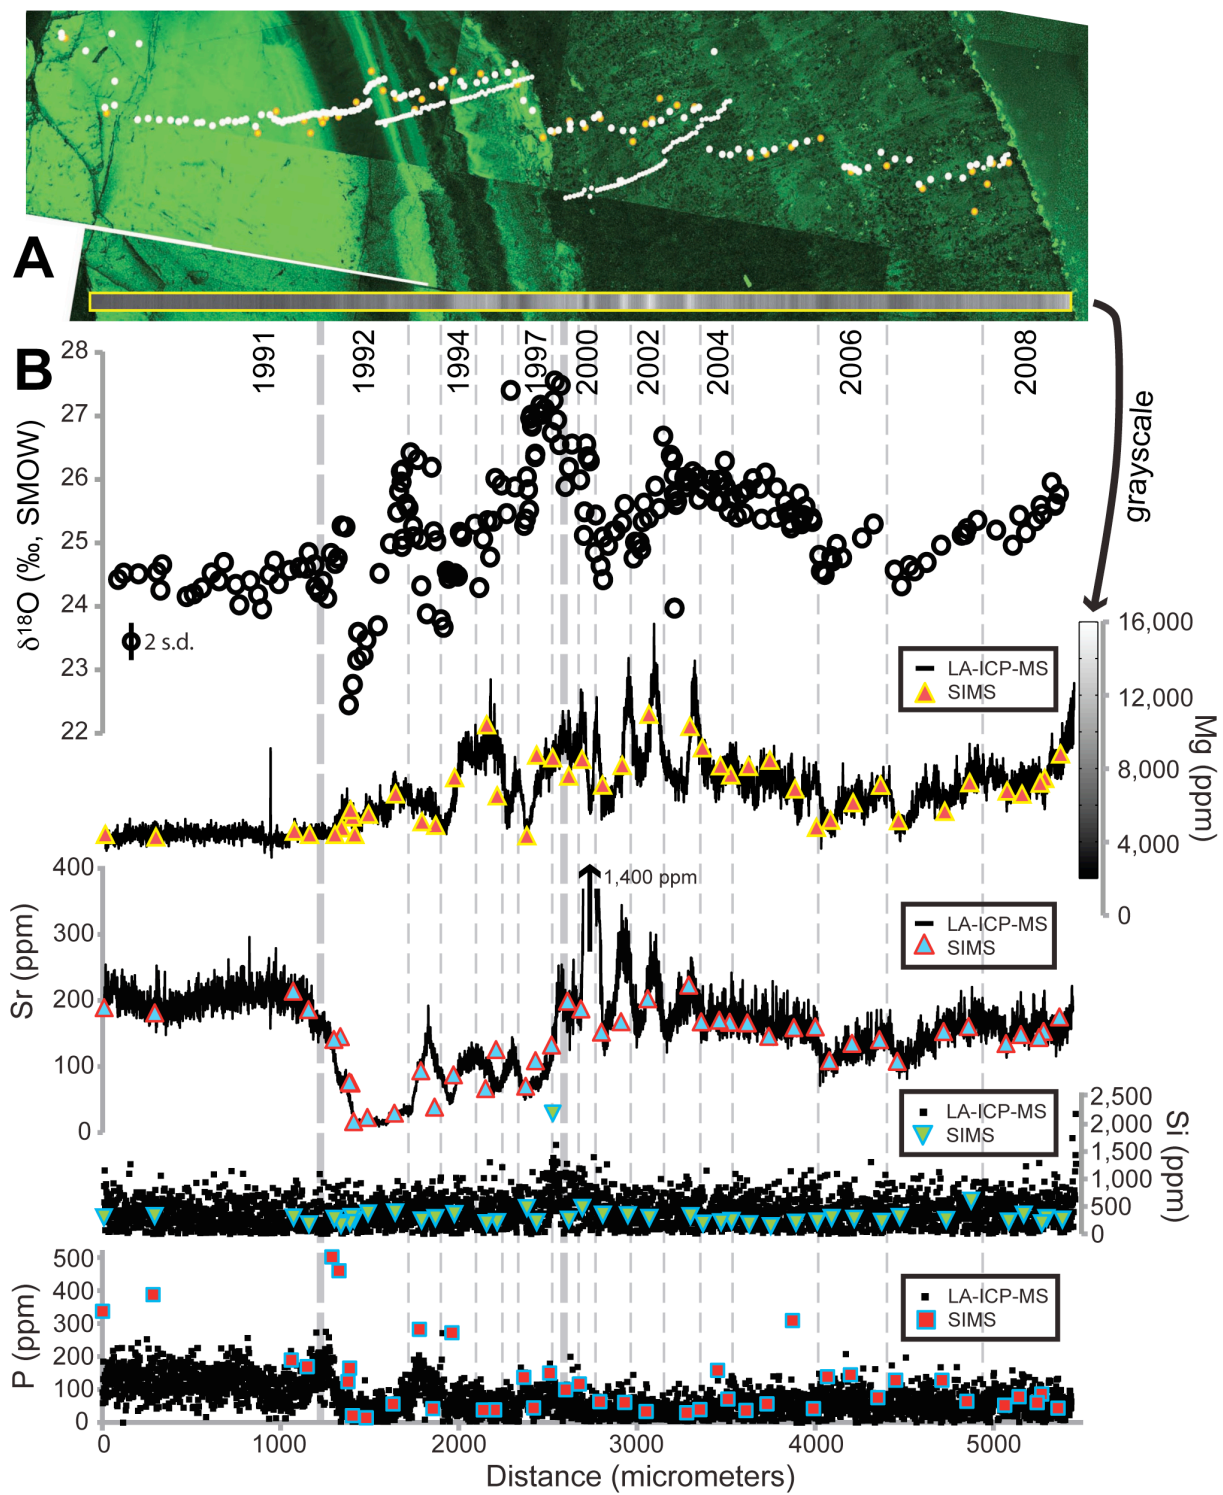 A
B
1991
1992
1994
1997
2000
2002
2004
2006
2008
grayscale
28
27
26
25
24
23
22
δ¹⁸O (‰, SMOW)
2 s.d.
LA-ICP-MS
SIMS
16,000
12,000
8,000
4,000
0
Mg (ppm)
400
300
200
100
0
Sr (ppm)
1,400 ppm
LA-ICP-MS
SIMS
LA-ICP-MS
SIMS
2,500
2,000
1,500
1,000
500
0
Si (ppm)
500
400
300
200
100
0
P (ppm)
LA-ICP-MS
SIMS
0
1000
2000
3000
4000
5000
Distance (micrometers)